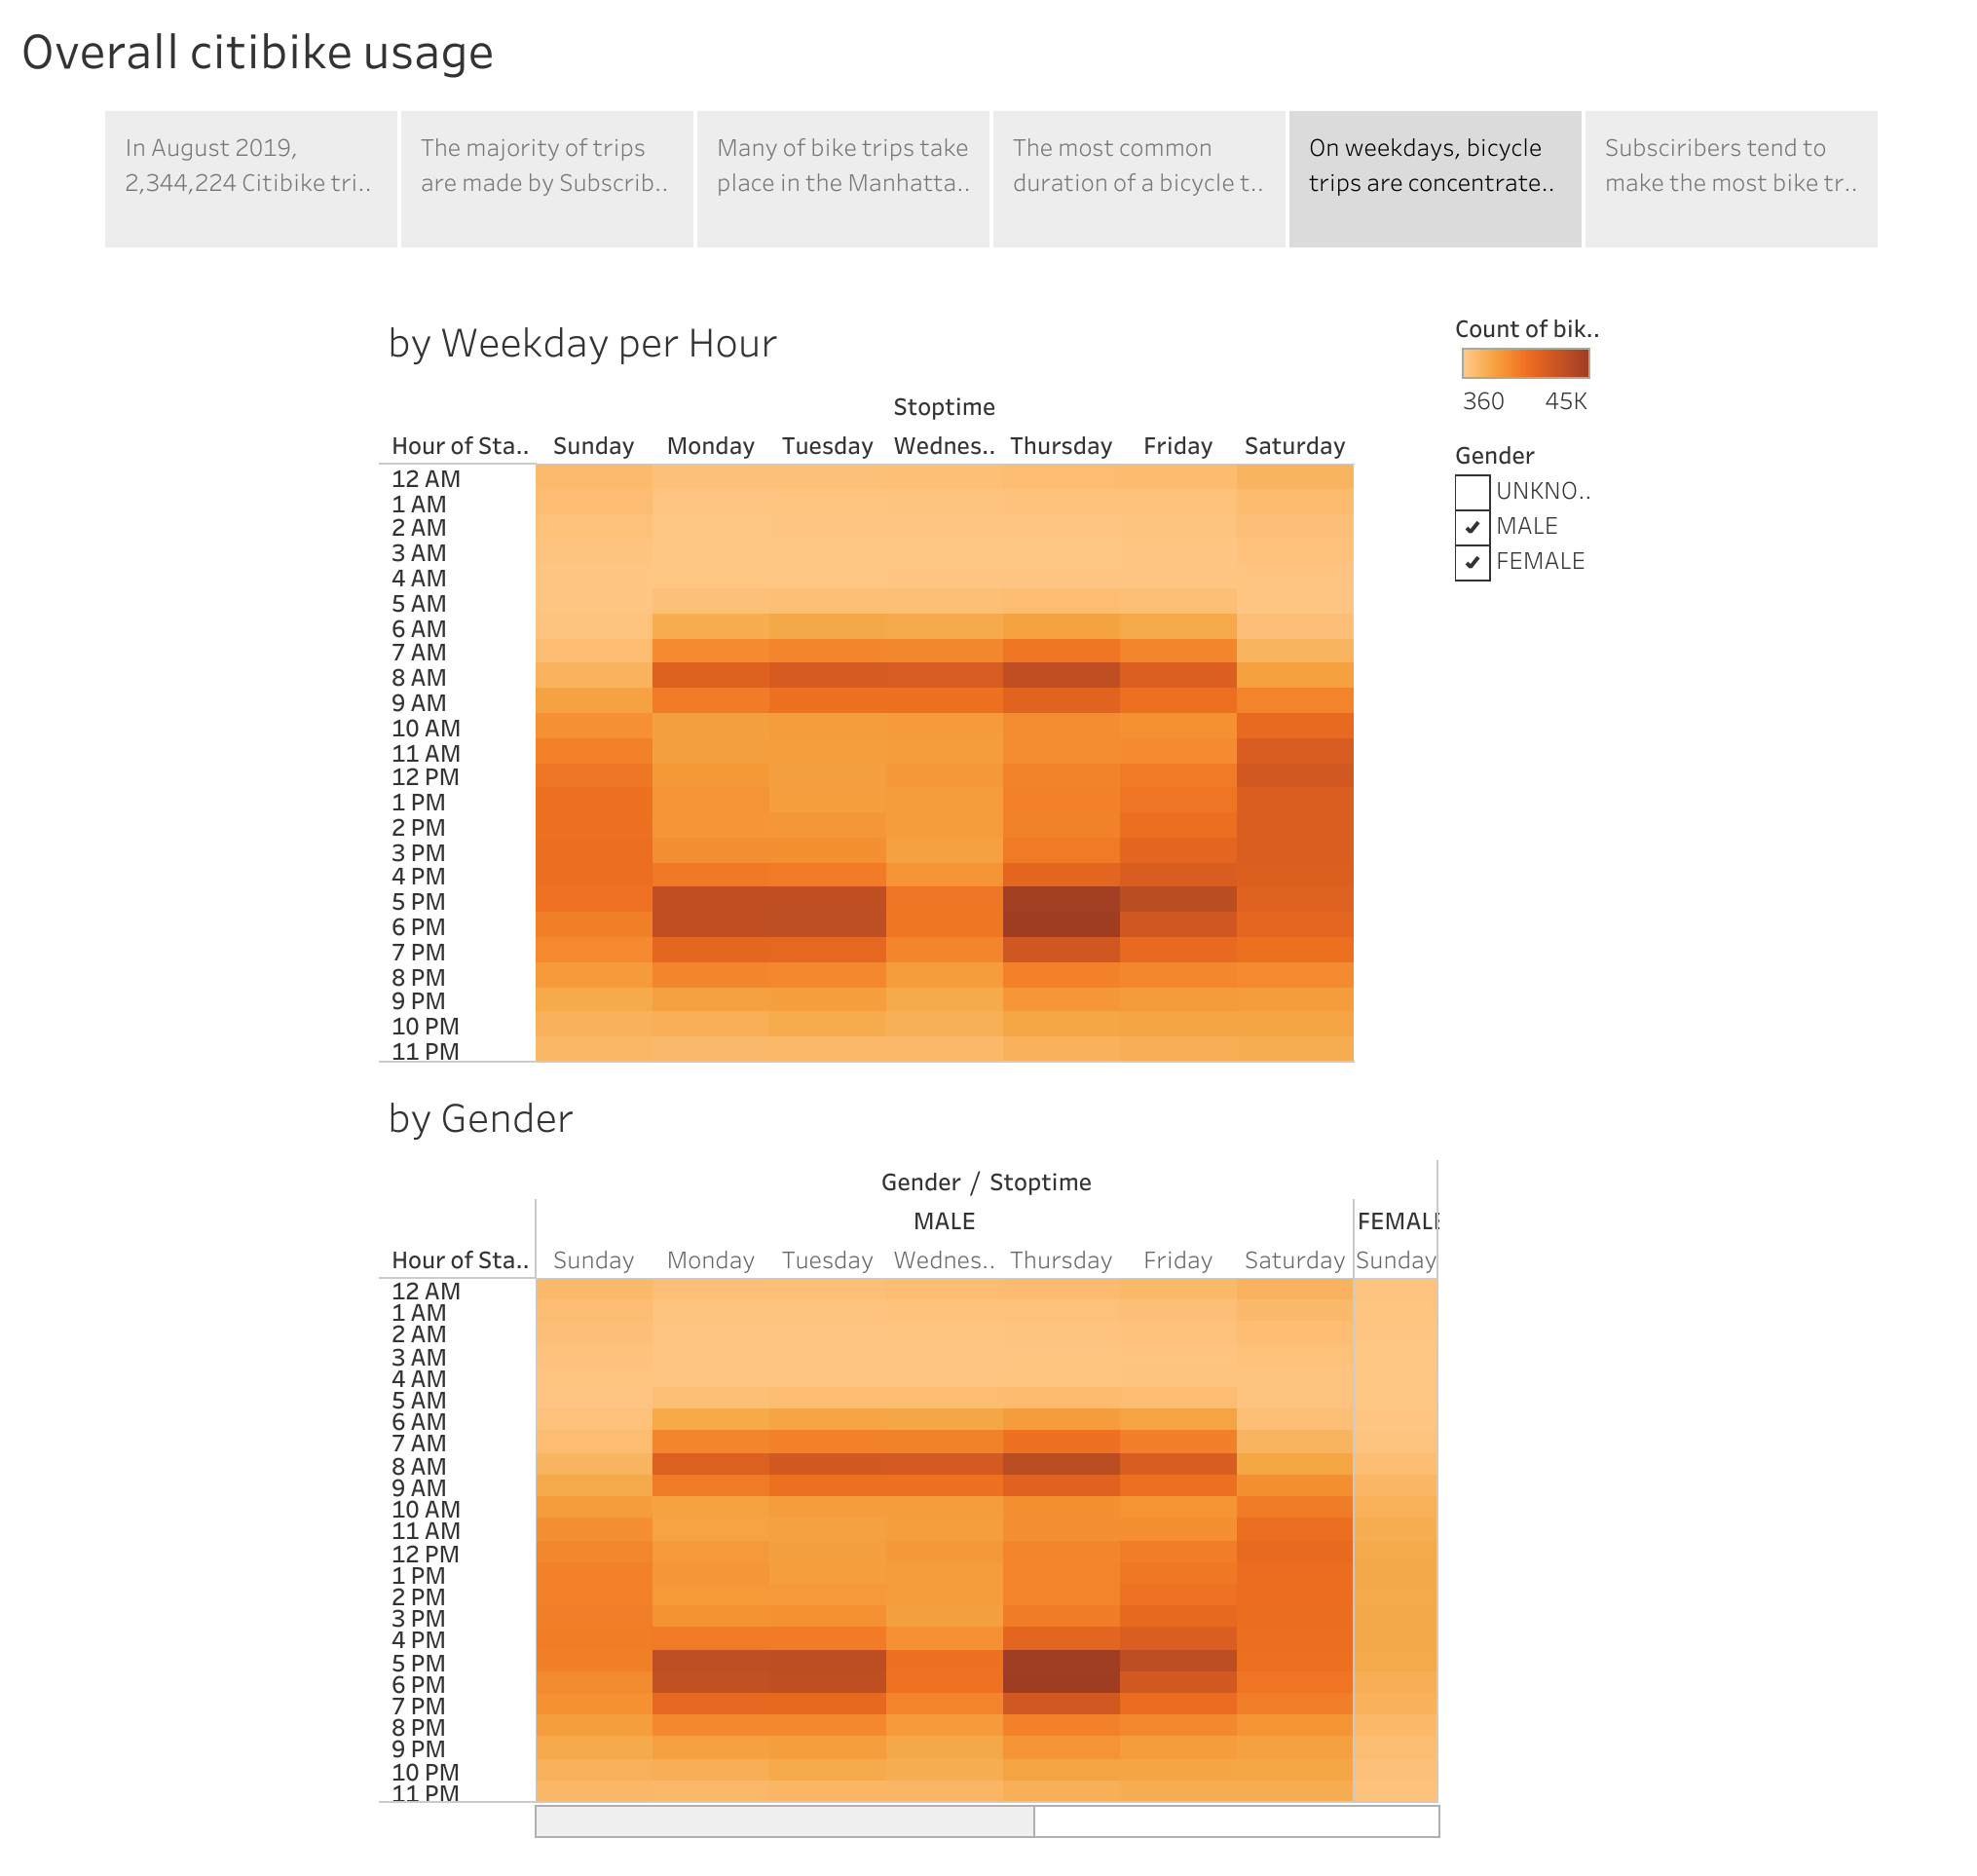 Overall citibike usage
In August 2019,
2,344,224 Citibike tri..
The majority of trips
are made by Subscrib..
Many of bike trips take
place in the Manhatta..
The most common
duration of a bicycle t..
On weekdays, bicycle
trips are concentrate..
Subsciribers tend to
make the most bike tr..
by Weekday per Hour
Stoptime
Hour of Sta.. Sunday Monday Tuesday Wednes.. Thursday Friday Saturday
12 AM
1 AM
2 AM
3 AM
4 AM
5 AM
6 AM
7 AM
8 AM
9 AM
10 AM
11 AM
12 PM
1 PM
2 PM
3 PM
4 PM
5 PM
6 PM
7 PM
8 PM
9 PM
10 PM
11 PM
Count of bik..
360 45K
Gender
UNKNO..
MALE
FEMALE
by Gender
Gender / Stoptime
MALE FEMALE
Hour of Sta.. Sunday Monday Tuesday Wednes.. Thursday Friday Saturday Sunday
12 AM
1 AM
2 AM
3 AM
4 AM
5 AM
6 AM
7 AM
8 AM
9 AM
10 AM
11 AM
12 PM
1 PM
2 PM
3 PM
4 PM
5 PM
6 PM
7 PM
8 PM
9 PM
10 PM
11 PM